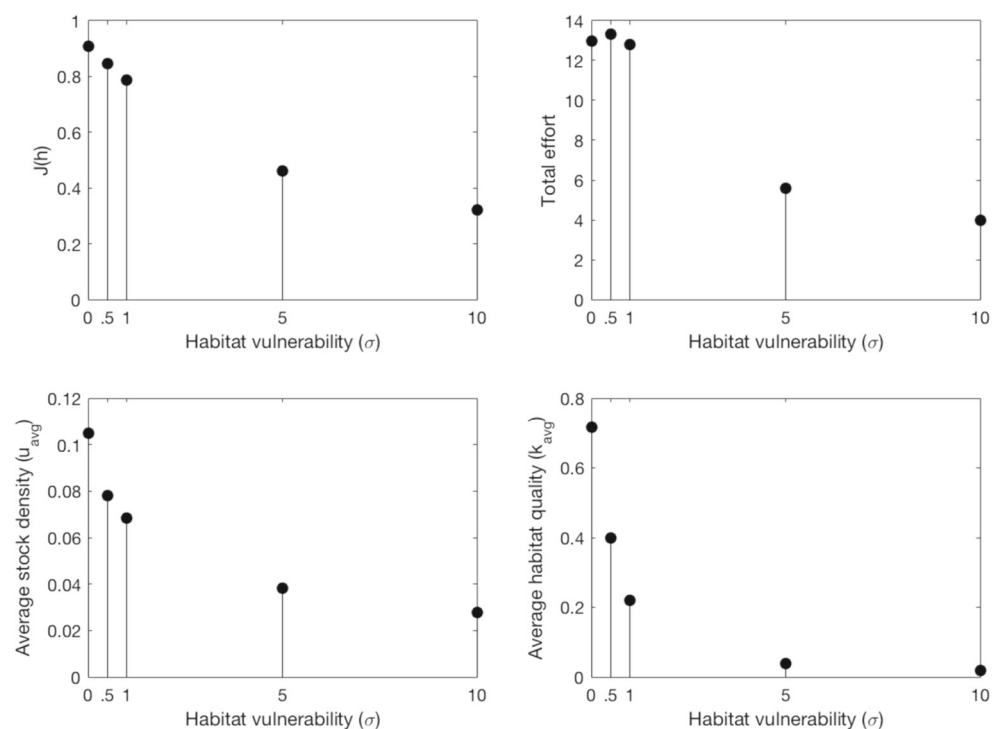 1
0.8
0.6
0.4
0.2
0
J(h)
0 .5 1 5 10
Habitat vulnerability (σ)
14
12
10
8
6
4
2
0
Total effort
0 .5 1 5 10
Habitat vulnerability (σ)
0.12
0.1
0.08
0.06
0.04
0.02
0
Average stock density (u_avg)
0 .5 1 5 10
Habitat vulnerability (σ)
0.8
0.6
0.4
0.2
0
Average habitat quality (k_avg)
0 .5 1 5 10
Habitat vulnerability (σ)